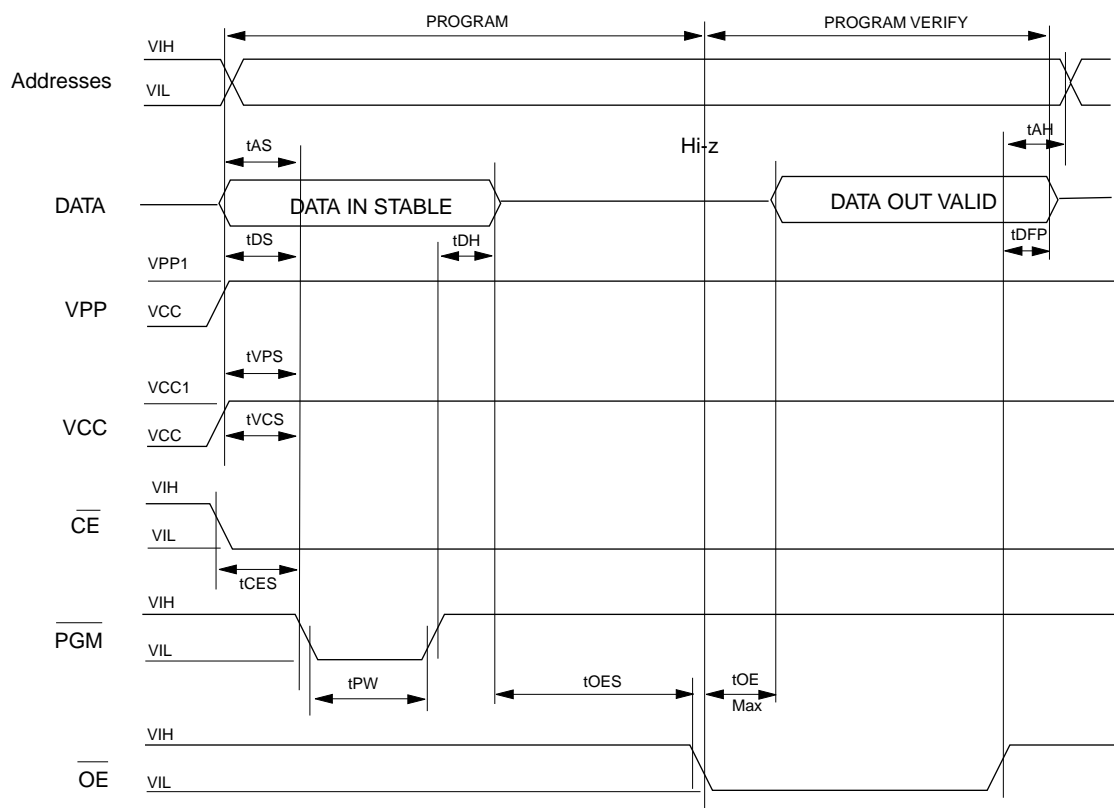 PROGRAM
PROGRAM VERIFY
VIH
Addresses
VIL
tAS
Hi-z
tAH
DATA
DATA IN STABLE
DATA OUT VALID
tDS
tDH
tDFP
VPP1
VPP
VCC
tVPS
VCC1
VCC
VCC
tVCS
VIH
CE
VIL
tCES
VIH
PGM
VIL
tPW
tOES
tOE
Max
VIH
OE
VIL